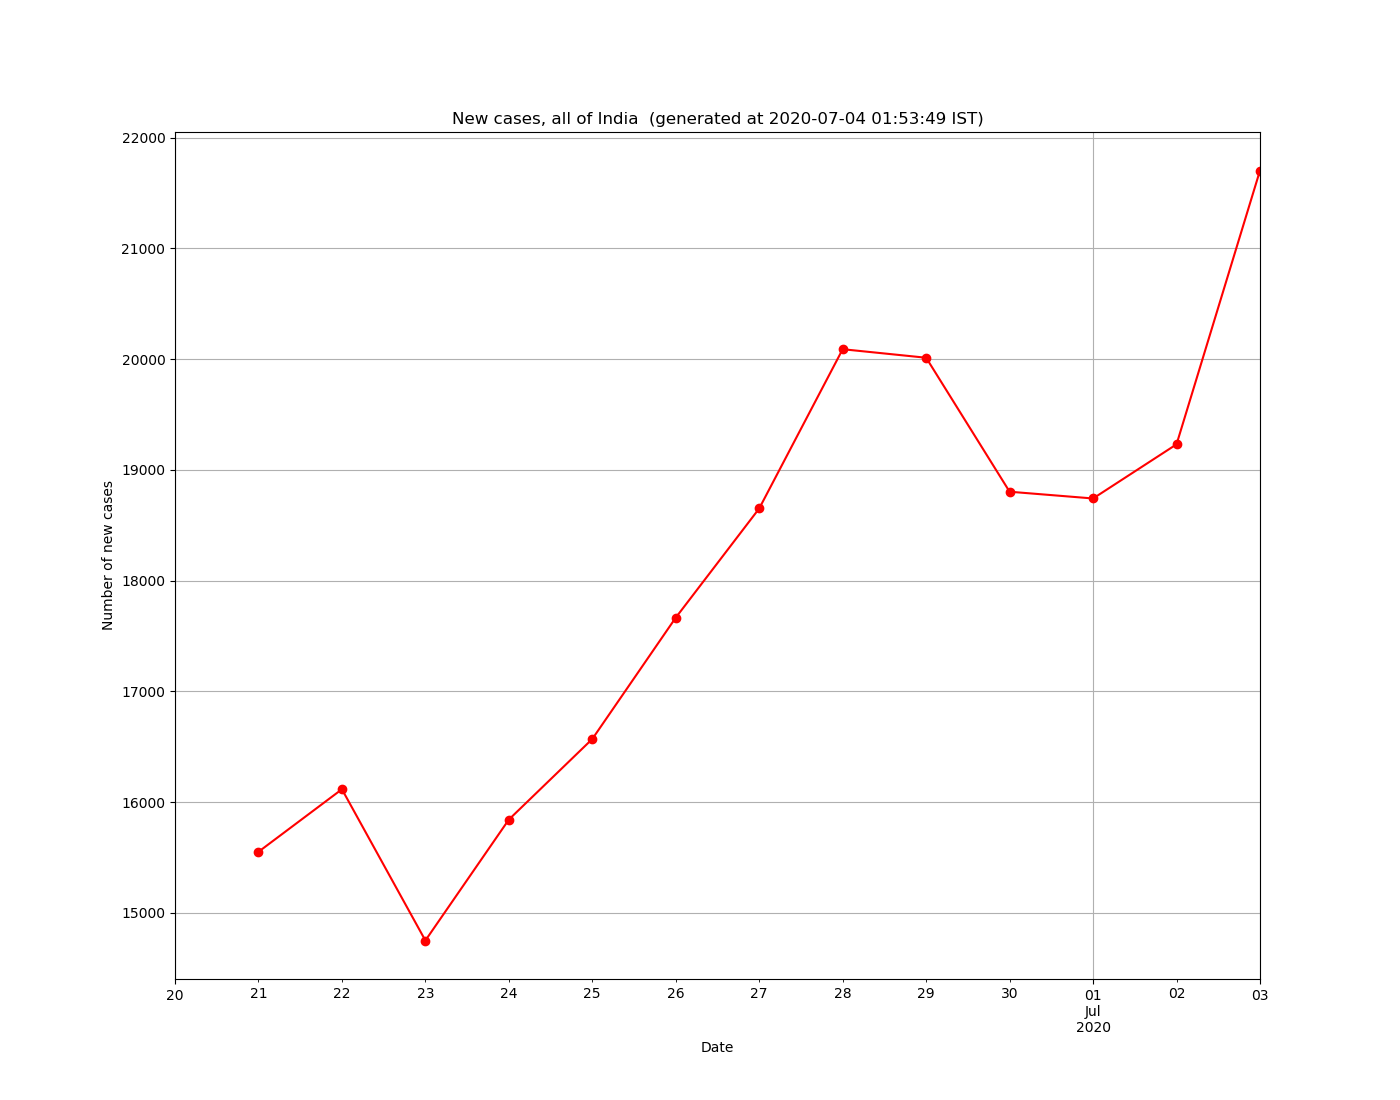 New cases, all of India  (generated at 2020-07-04 01:53:49 IST)
22000
21000
20000
19000
18000
17000
16000
15000
Number of new cases
20 21 22 23 24 25 26 27 28 29 30 01 02 03
Jul
2020
Date